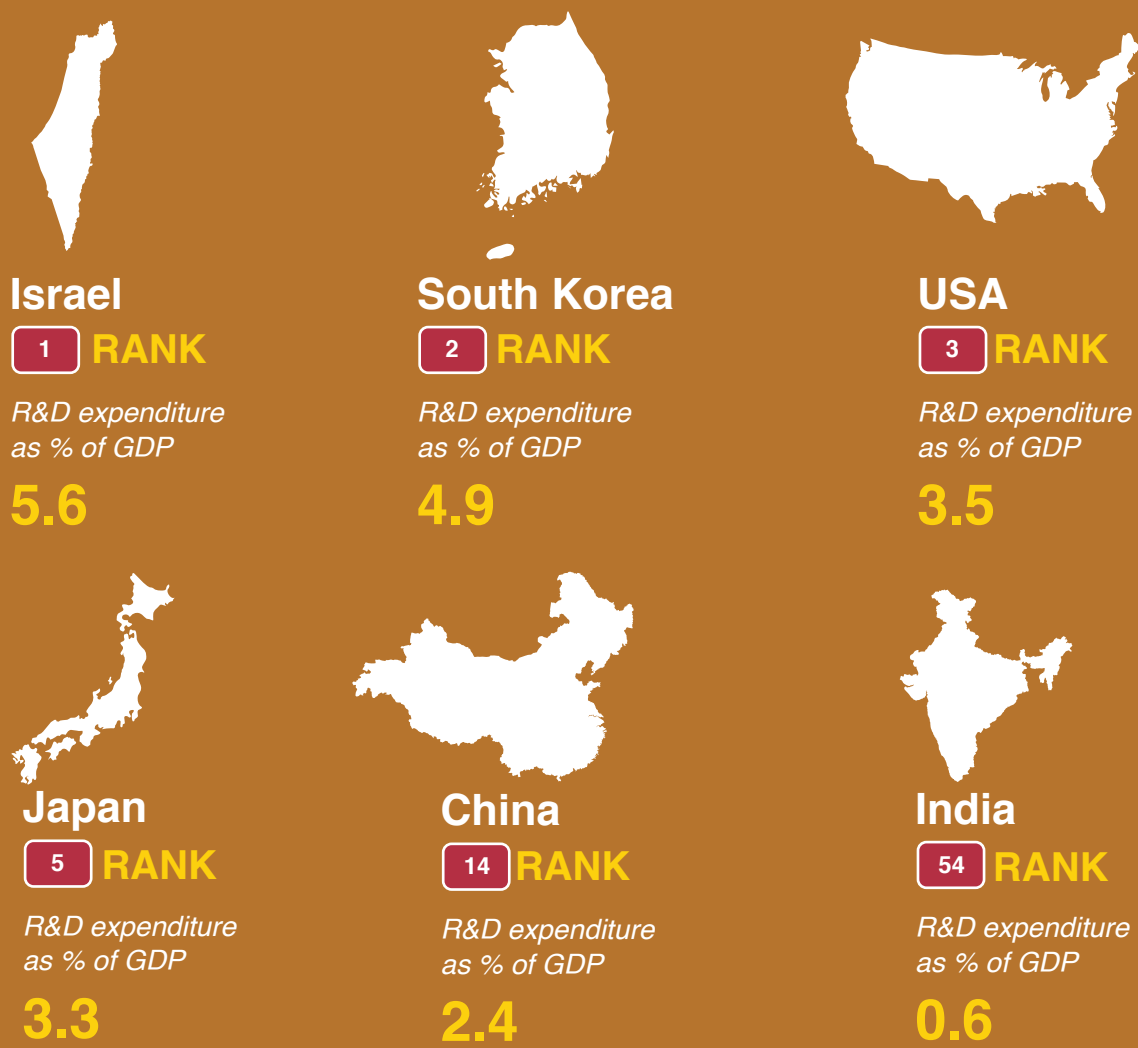 Israel
1 RANK
R&D expenditure
as % of GDP
5.6
South Korea
2 RANK
R&D expenditure
as % of GDP
4.9
USA
3 RANK
R&D expenditure
as % of GDP
3.5
Japan
5 RANK
R&D expenditure
as % of GDP
3.3
China
14 RANK
R&D expenditure
as % of GDP
2.4
India
54 RANK
R&D expenditure
as % of GDP
0.6